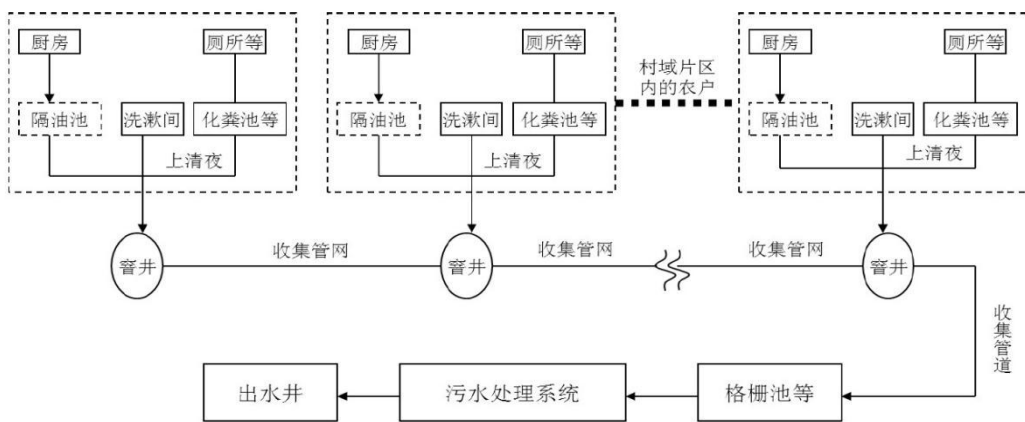 厨房
厕所等
厨房
厕所等
厨房
厕所等
村域片区
内的农户
隔油池
洗漱间
化粪池等
隔油池
洗漱间
化粪池等
隔油池
洗漱间
化粪池等
上清夜
上清夜
上清夜
窨井
收集管网
窨井
收集管网
收集管网
窨井
收集管道
出水井
污水处理系统
格栅池等